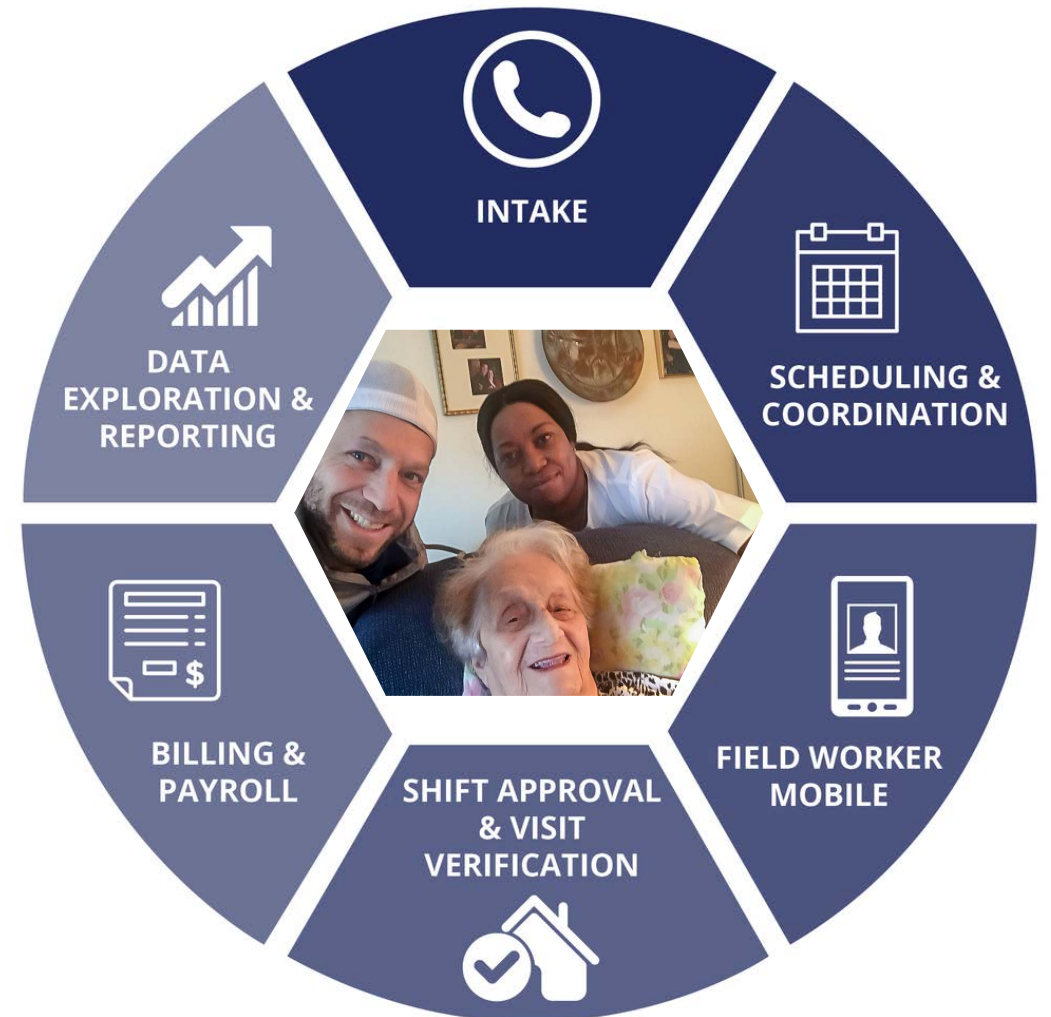 INTAKE
SCHEDULING &
COORDINATION
FIELD WORKER
MOBILE
SHIFT APPROVAL
& VISIT
VERIFICATION
BILLING &
PAYROLL
$
DATA
EXPLORATION &
REPORTING